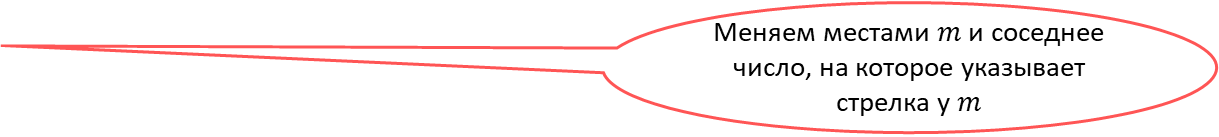 Меняем местами m и соседнее
число, на которое указывает
стрелка у m